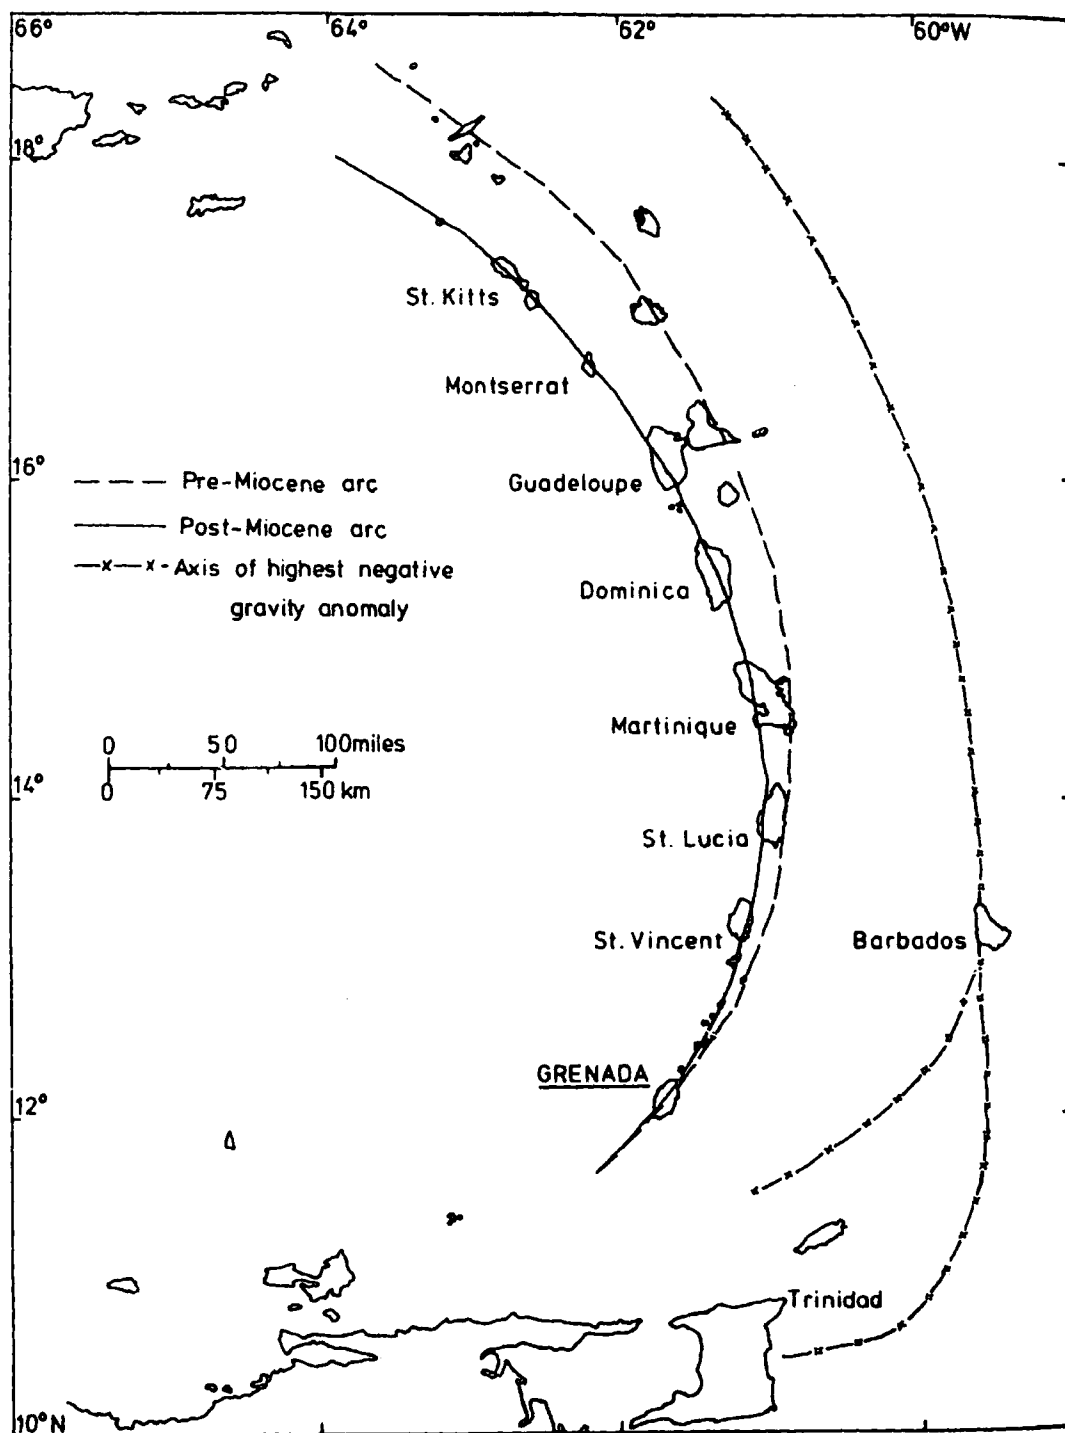 66° 64° 62° 60°W
18°
St. Kitts
Montserrat
16°
Guadeloupe
— — — Pre-Miocene arc
Post-Miocene arc
—x—x- Axis of highest negative
gravity anomaly
Dominica
Martinique
0 50 100miles
0 75 150 km
14°
St. Lucia
St. Vincent
Barbados
GRENADA
12°
Trinidad
10°N